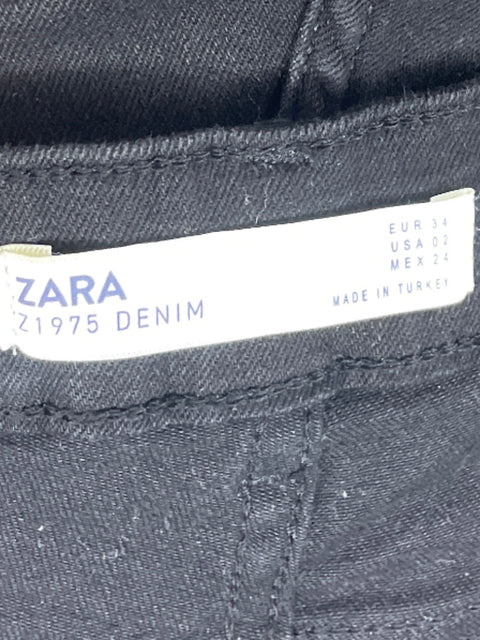 ZARA
Z1975 DENIM
EUR 34
USA 02
MEX 24
MADE IN TURKEY